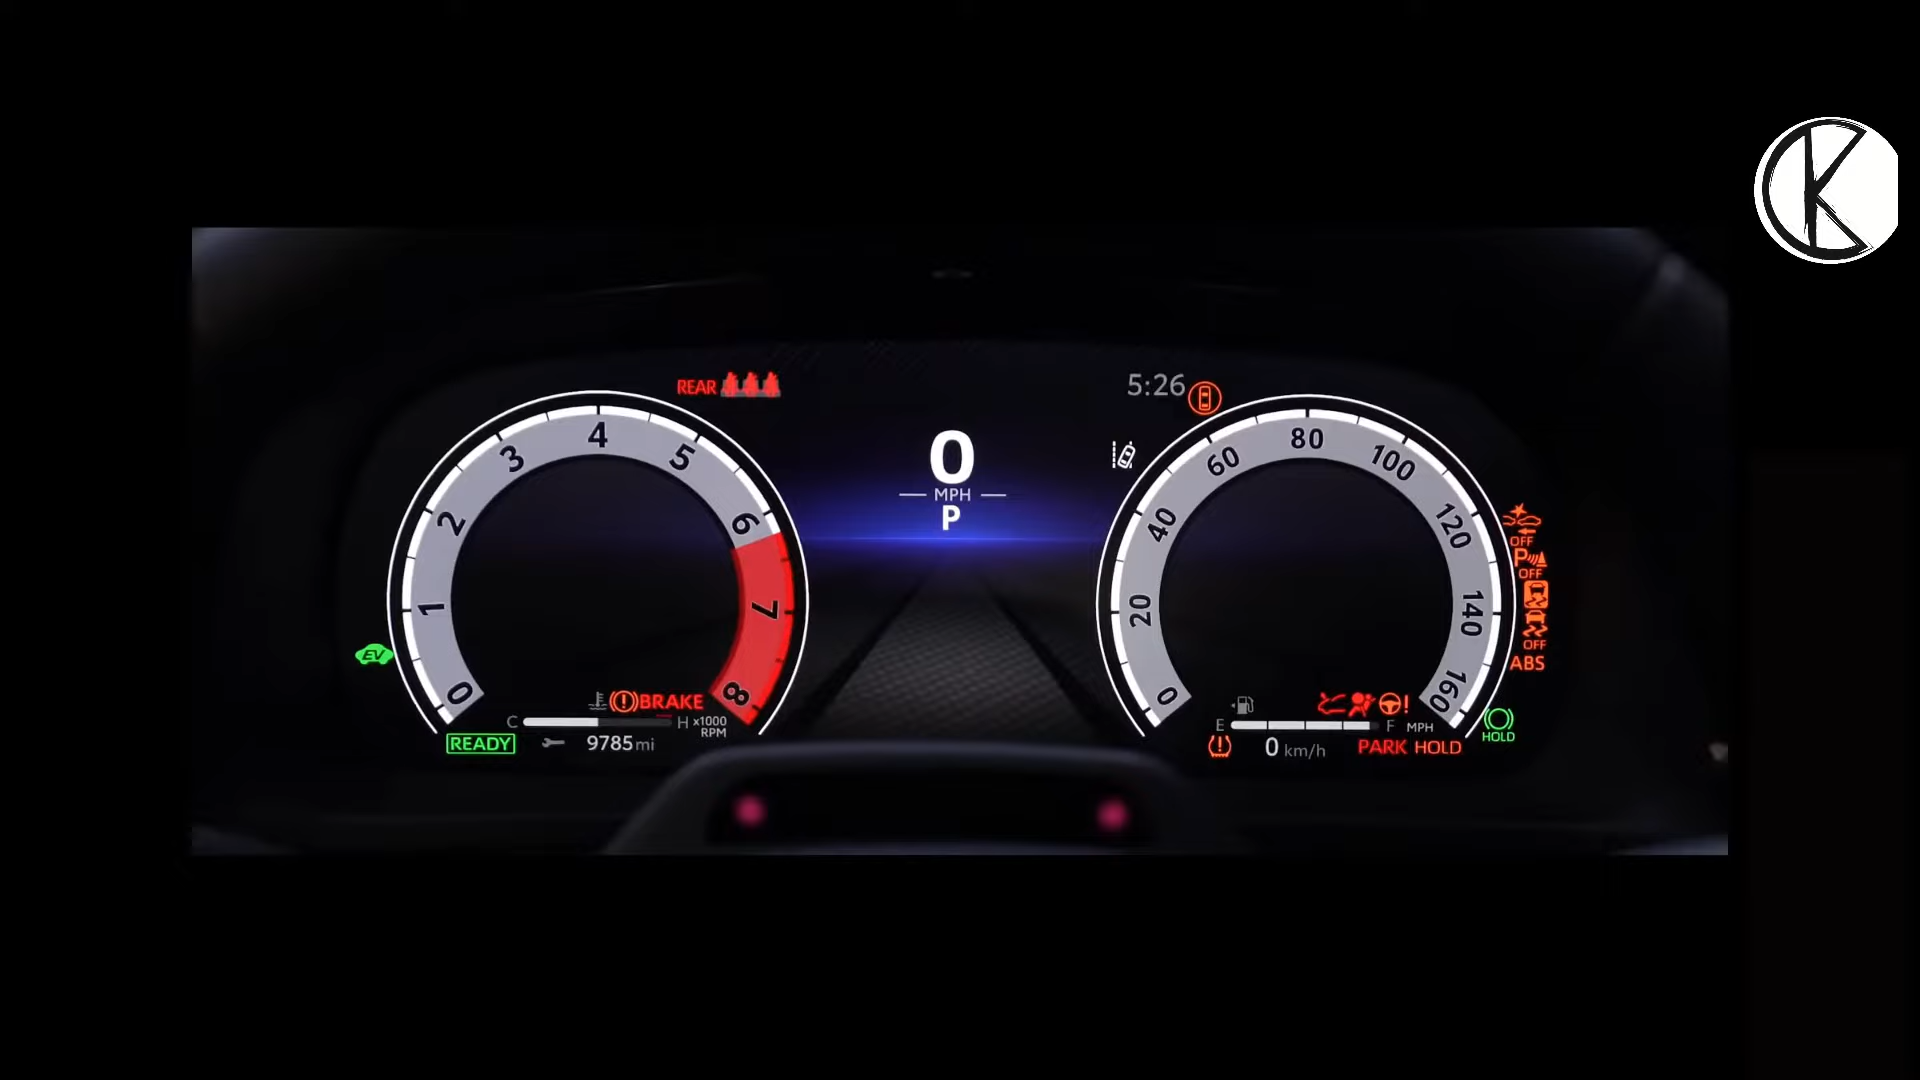 REAR
5:26
0
MPH
P
0 1 2 3 4 5 6 7 8
0 20 40 60 80 100 120 140 160
OFF
P
OFF
OFF
ABS
EV
BRAKE
C H x1000
RPM
READY 9785 mi
E F MPH
0 km/h PARK HOLD
HOLD
K